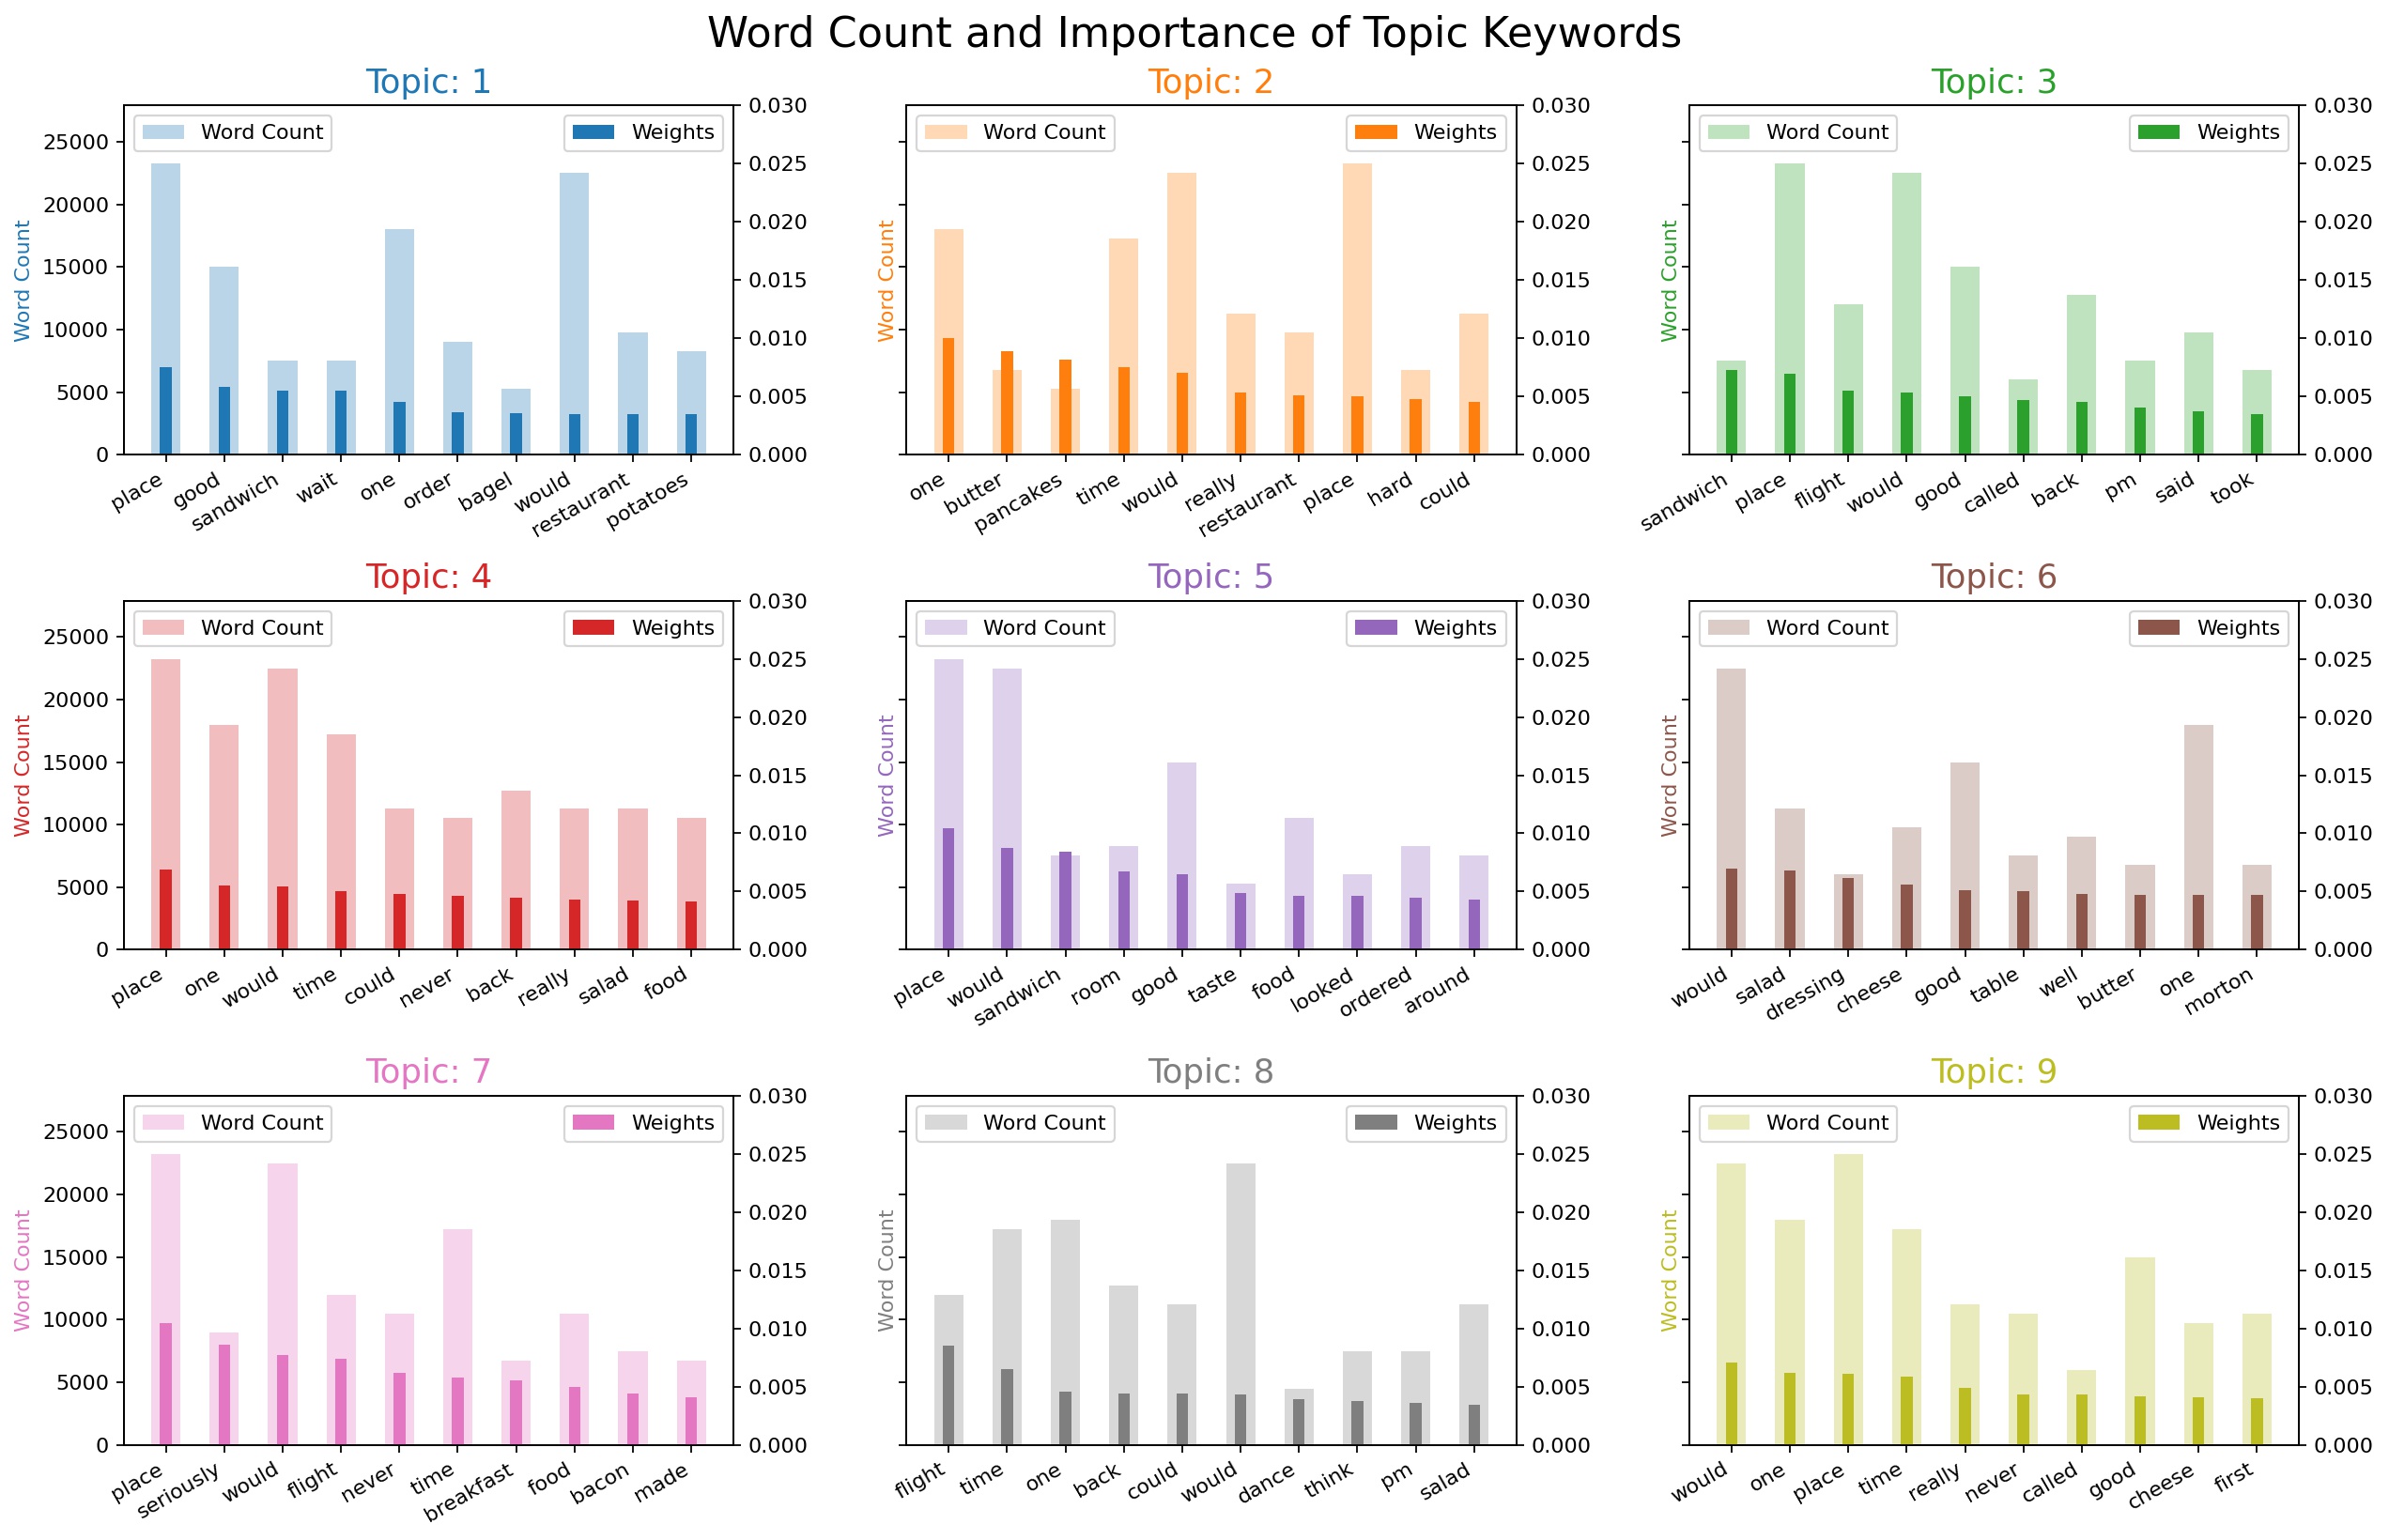 Word Count and Importance of Topic Keywords
Topic: 1
Word Count
Weights
Word Count
25000
20000
15000
10000
5000
0
0.030
0.025
0.020
0.015
0.010
0.005
0.000
place good sandwich wait one order bagel would restaurant potatoes
Topic: 2
Word Count
Weights
Word Count
0.030
0.025
0.020
0.015
0.010
0.005
0.000
one butter pancakes time would really restaurant place hard could
Topic: 3
Word Count
Weights
Word Count
0.030
0.025
0.020
0.015
0.010
0.005
0.000
sandwich place flight would good called back pm said took
Topic: 4
Word Count
Weights
Word Count
25000
20000
15000
10000
5000
0
0.030
0.025
0.020
0.015
0.010
0.005
0.000
place one would time could never back really salad food
Topic: 5
Word Count
Weights
Word Count
0.030
0.025
0.020
0.015
0.010
0.005
0.000
place would sandwich room good taste food looked ordered around
Topic: 6
Word Count
Weights
Word Count
0.030
0.025
0.020
0.015
0.010
0.005
0.000
would salad dressing cheese good table well butter one morton
Topic: 7
Word Count
Weights
Word Count
25000
20000
15000
10000
5000
0
0.030
0.025
0.020
0.015
0.010
0.005
0.000
place seriously would flight never time breakfast food bacon made
Topic: 8
Word Count
Weights
Word Count
0.030
0.025
0.020
0.015
0.010
0.005
0.000
flight time one back could would dance think pm salad
Topic: 9
Word Count
Weights
Word Count
0.030
0.025
0.020
0.015
0.010
0.005
0.000
would one place time really never called good cheese first